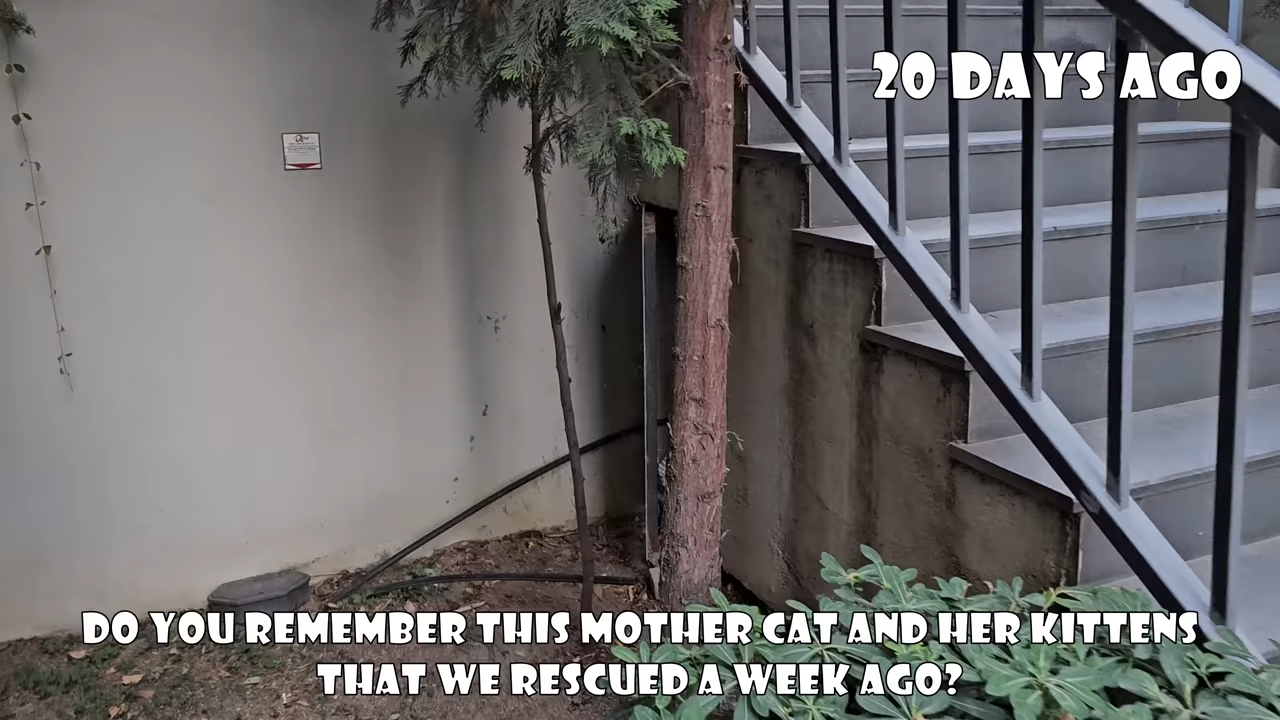 20 DAYS AGO
DO YOU REMEMBER THIS MOTHER CAT AND HER KITTENS
THAT WE RESCUED A WEEK AGO?